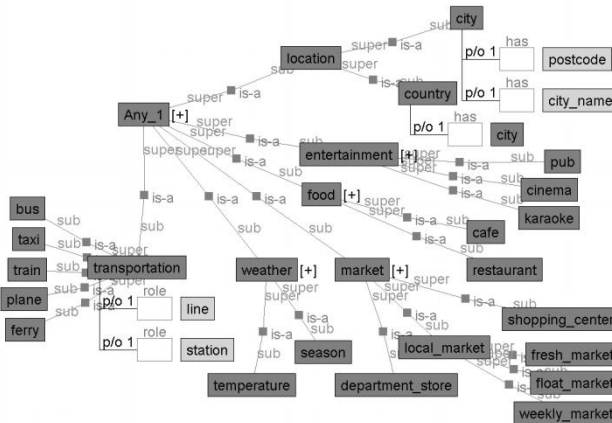 city
sub
has
super
is-a
p/o 1
postcode
location
super
has
sub
is-a
sub
country
p/o 1
city_name
super
is-a
has
Any_1 [+]
super
p/o 1
city
is-a
sub
entertainment [+]
super
sub
pub
super super super
is-a
super
is-a
sub
cinema
is-a
sub
food [+]
is-a
karaoke
bus
is-a
is-a
is-a
super
is-a
sub
cafe
sub
taxi
is-a
sub
sub
is-a
sub
super
train
sub
transportation
weather [+]
market [+]
restaurant
plane
sub
is-a
p/o 1
role
line
super
super
super
super
sub
ferry
sub
is-a
is-a
shopping_center
role
is-a
is-a
is-a
sub
p/o 1
station
sub
season
sub
local_market
super
is-a
fresh_market
is-a
float_market
temperature
department_store
is-a
weekly_market